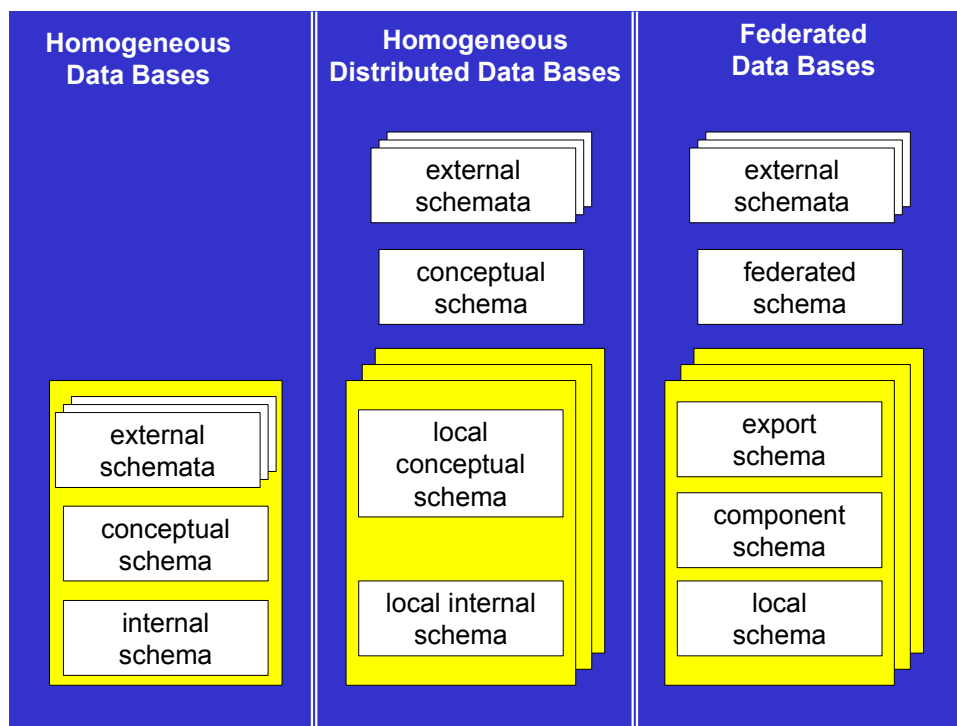 Homogeneous
Data Bases
external
schemata
conceptual
schema
internal
schema
Homogeneous
Distributed Data Bases
external
schemata
conceptual
schema
local
conceptual
schema
local internal
schema
Federated
Data Bases
external
schemata
federated
schema
export
schema
component
schema
local
schema